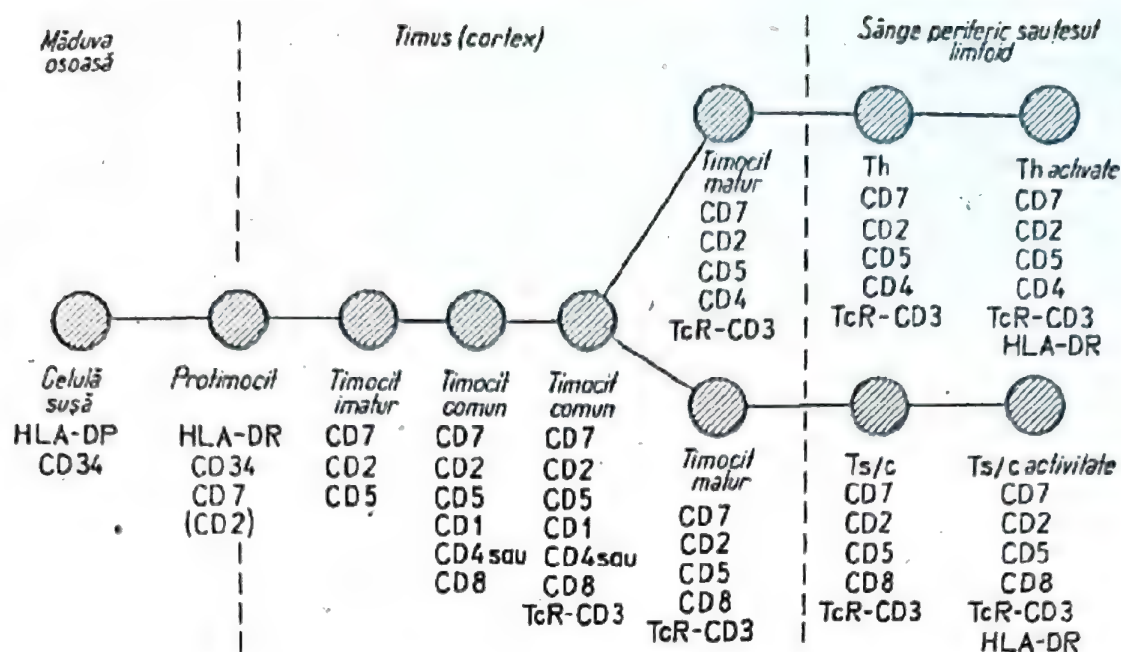 Măduva
osoasă
Timus (cortex)
Sânge periferic sau țesut
limfoid
Timocit
matur
CD7
CD2
CD5
CD4
TcR-CD3
Th
CD7
CD2
CD5
CD4
TcR-CD3
Th activate
CD7
CD2
CD5
CD4
TcR-CD3
HLA-DR
Celulă
sușă
HLA-DP
CD34
Protimocit
HLA-DR
CD34
CD7
(CD2)
Timocit
imatur
CD7
CD2
CD5
Timocit
comun
CD7
CD2
CD5
CD1
CD4 sau
CD8
Timocit
comun
CD7
CD2
CD5
CD1
CD4 sau
CD8
TcR-CD3
Timocit
matur
CD7
CD2
CD5
CD8
TcR-CD3
Ts/c
CD7
CD2
CD5
CD8
TcR-CD3
Ts/c activitate
CD7
CD2
CD5
CD8
TcR-CD3
HLA-DR